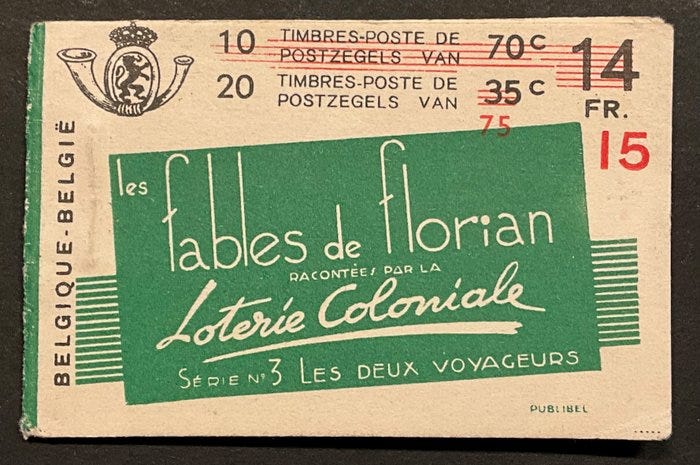 10 TIMBRES-POSTE DE
POSTZEGELS VAN 70c
20 TIMBRES-POSTE DE
POSTZEGELS VAN 35c
75
14
FR.
15
BELGIQUE-BELGIË
les
fables de florian
RACONTÉES PAR LA
Loterie Coloniale
SÉRIE Nº 3 LES DEUX VOYAGEURS
PUBLIBEL